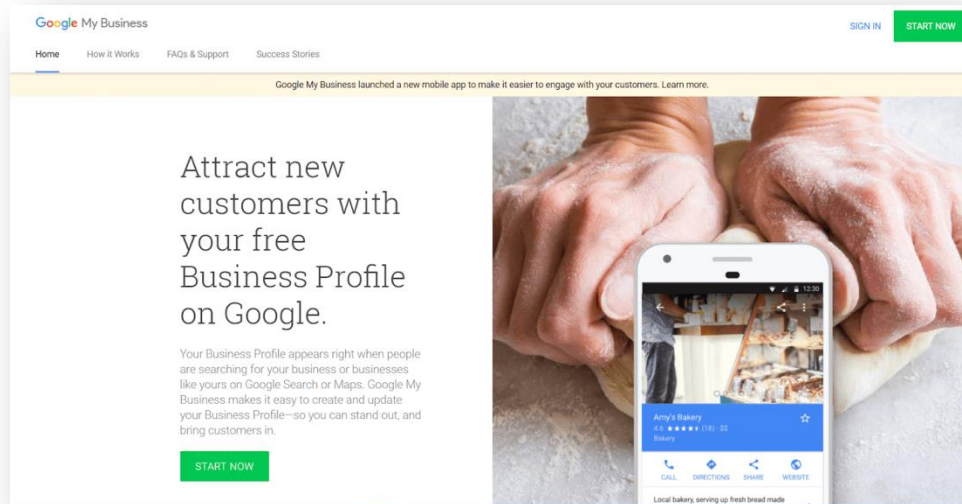 Google My Business
SIGN IN
START NOW
Home
How it Works
FAQs & Support
Success Stories
Google My Business launched a new mobile app to make it easier to engage with your customers. Learn more.
Attract new
customers with
your free
Business Profile
on Google.
Your Business Profile appears right when people
are searching for your business or businesses
like yours on Google Search or Maps. Google My
Business makes it easy to create and update
your Business Profile—so you can stand out, and
bring customers in.
START NOW
12:30
Amy's Bakery
4.6 ★★★★★ (18) · $$
Bakery
CALL
DIRECTIONS
SHARE
WEBSITE
Local bakery, serving up fresh bread made